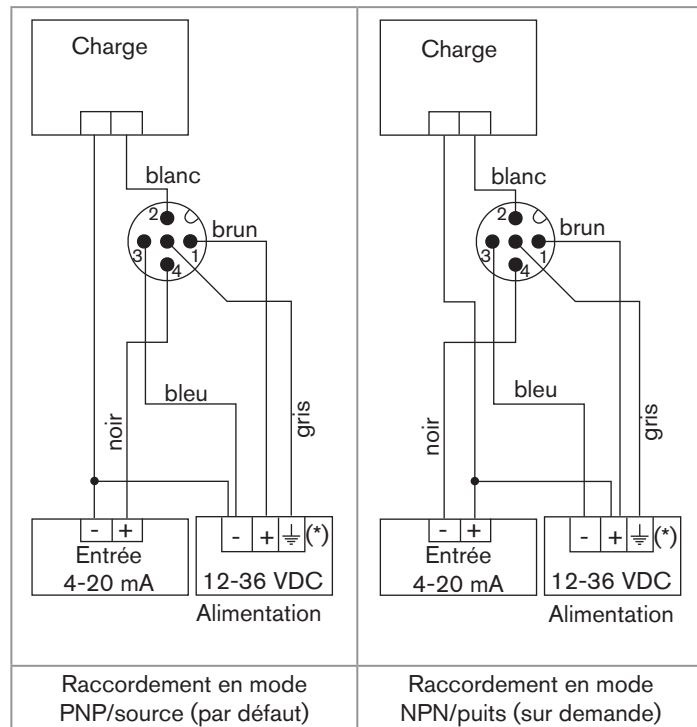 Charge
blanc
2
brun
3
1
4
bleu
noir
gris
- +
- + (*)
Entrée
4-20 mA
12-36 VDC
Alimentation
Raccordement en mode
PNP/source (par défaut)
Charge
blanc
2
brun
3
1
4
bleu
noir
gris
- +
- + (*)
Entrée
4-20 mA
12-36 VDC
Alimentation
Raccordement en mode
NPN/puits (sur demande)